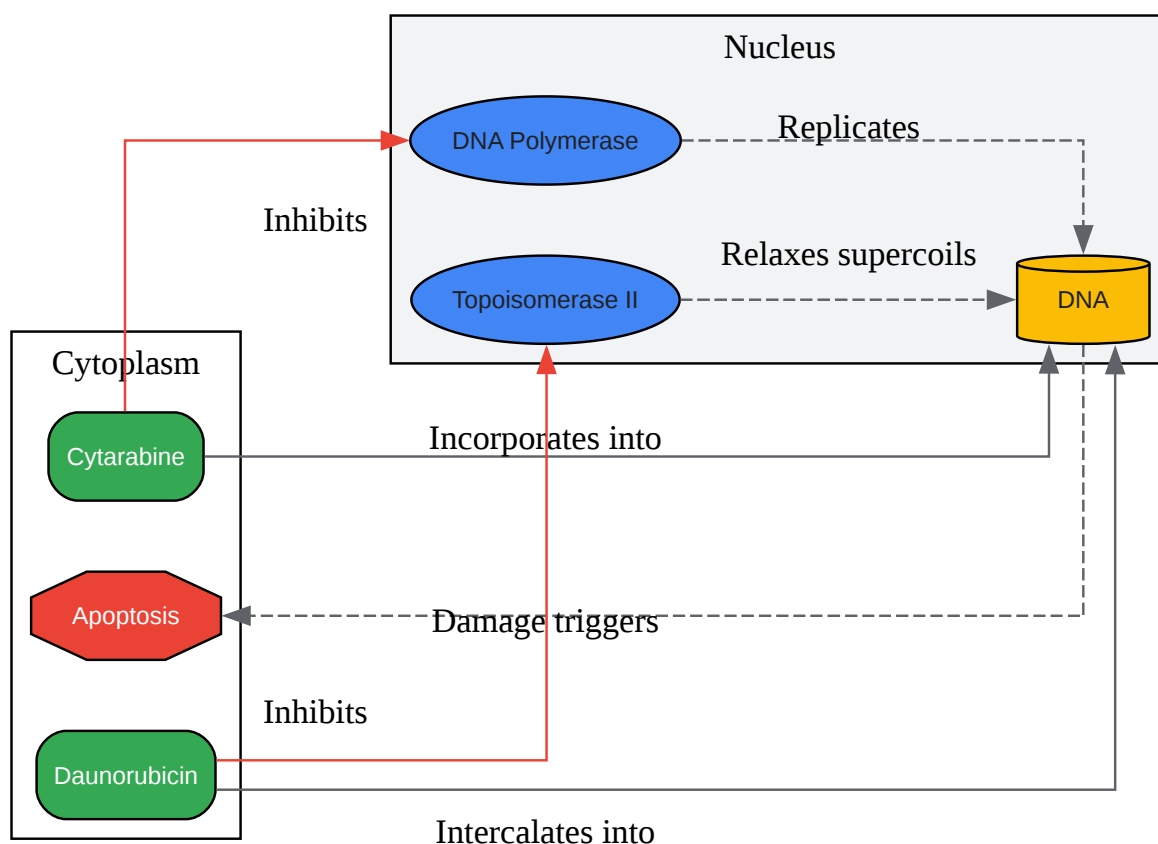 Nucleus
DNA Polymerase
Replicates
Inhibits
Relaxes supercoils
Topoisomerase II
DNA
Cytoplasm
Cytarabine
Incorporates into
Apoptosis
Damage triggers
Inhibits
Daunorubicin
Intercalates into